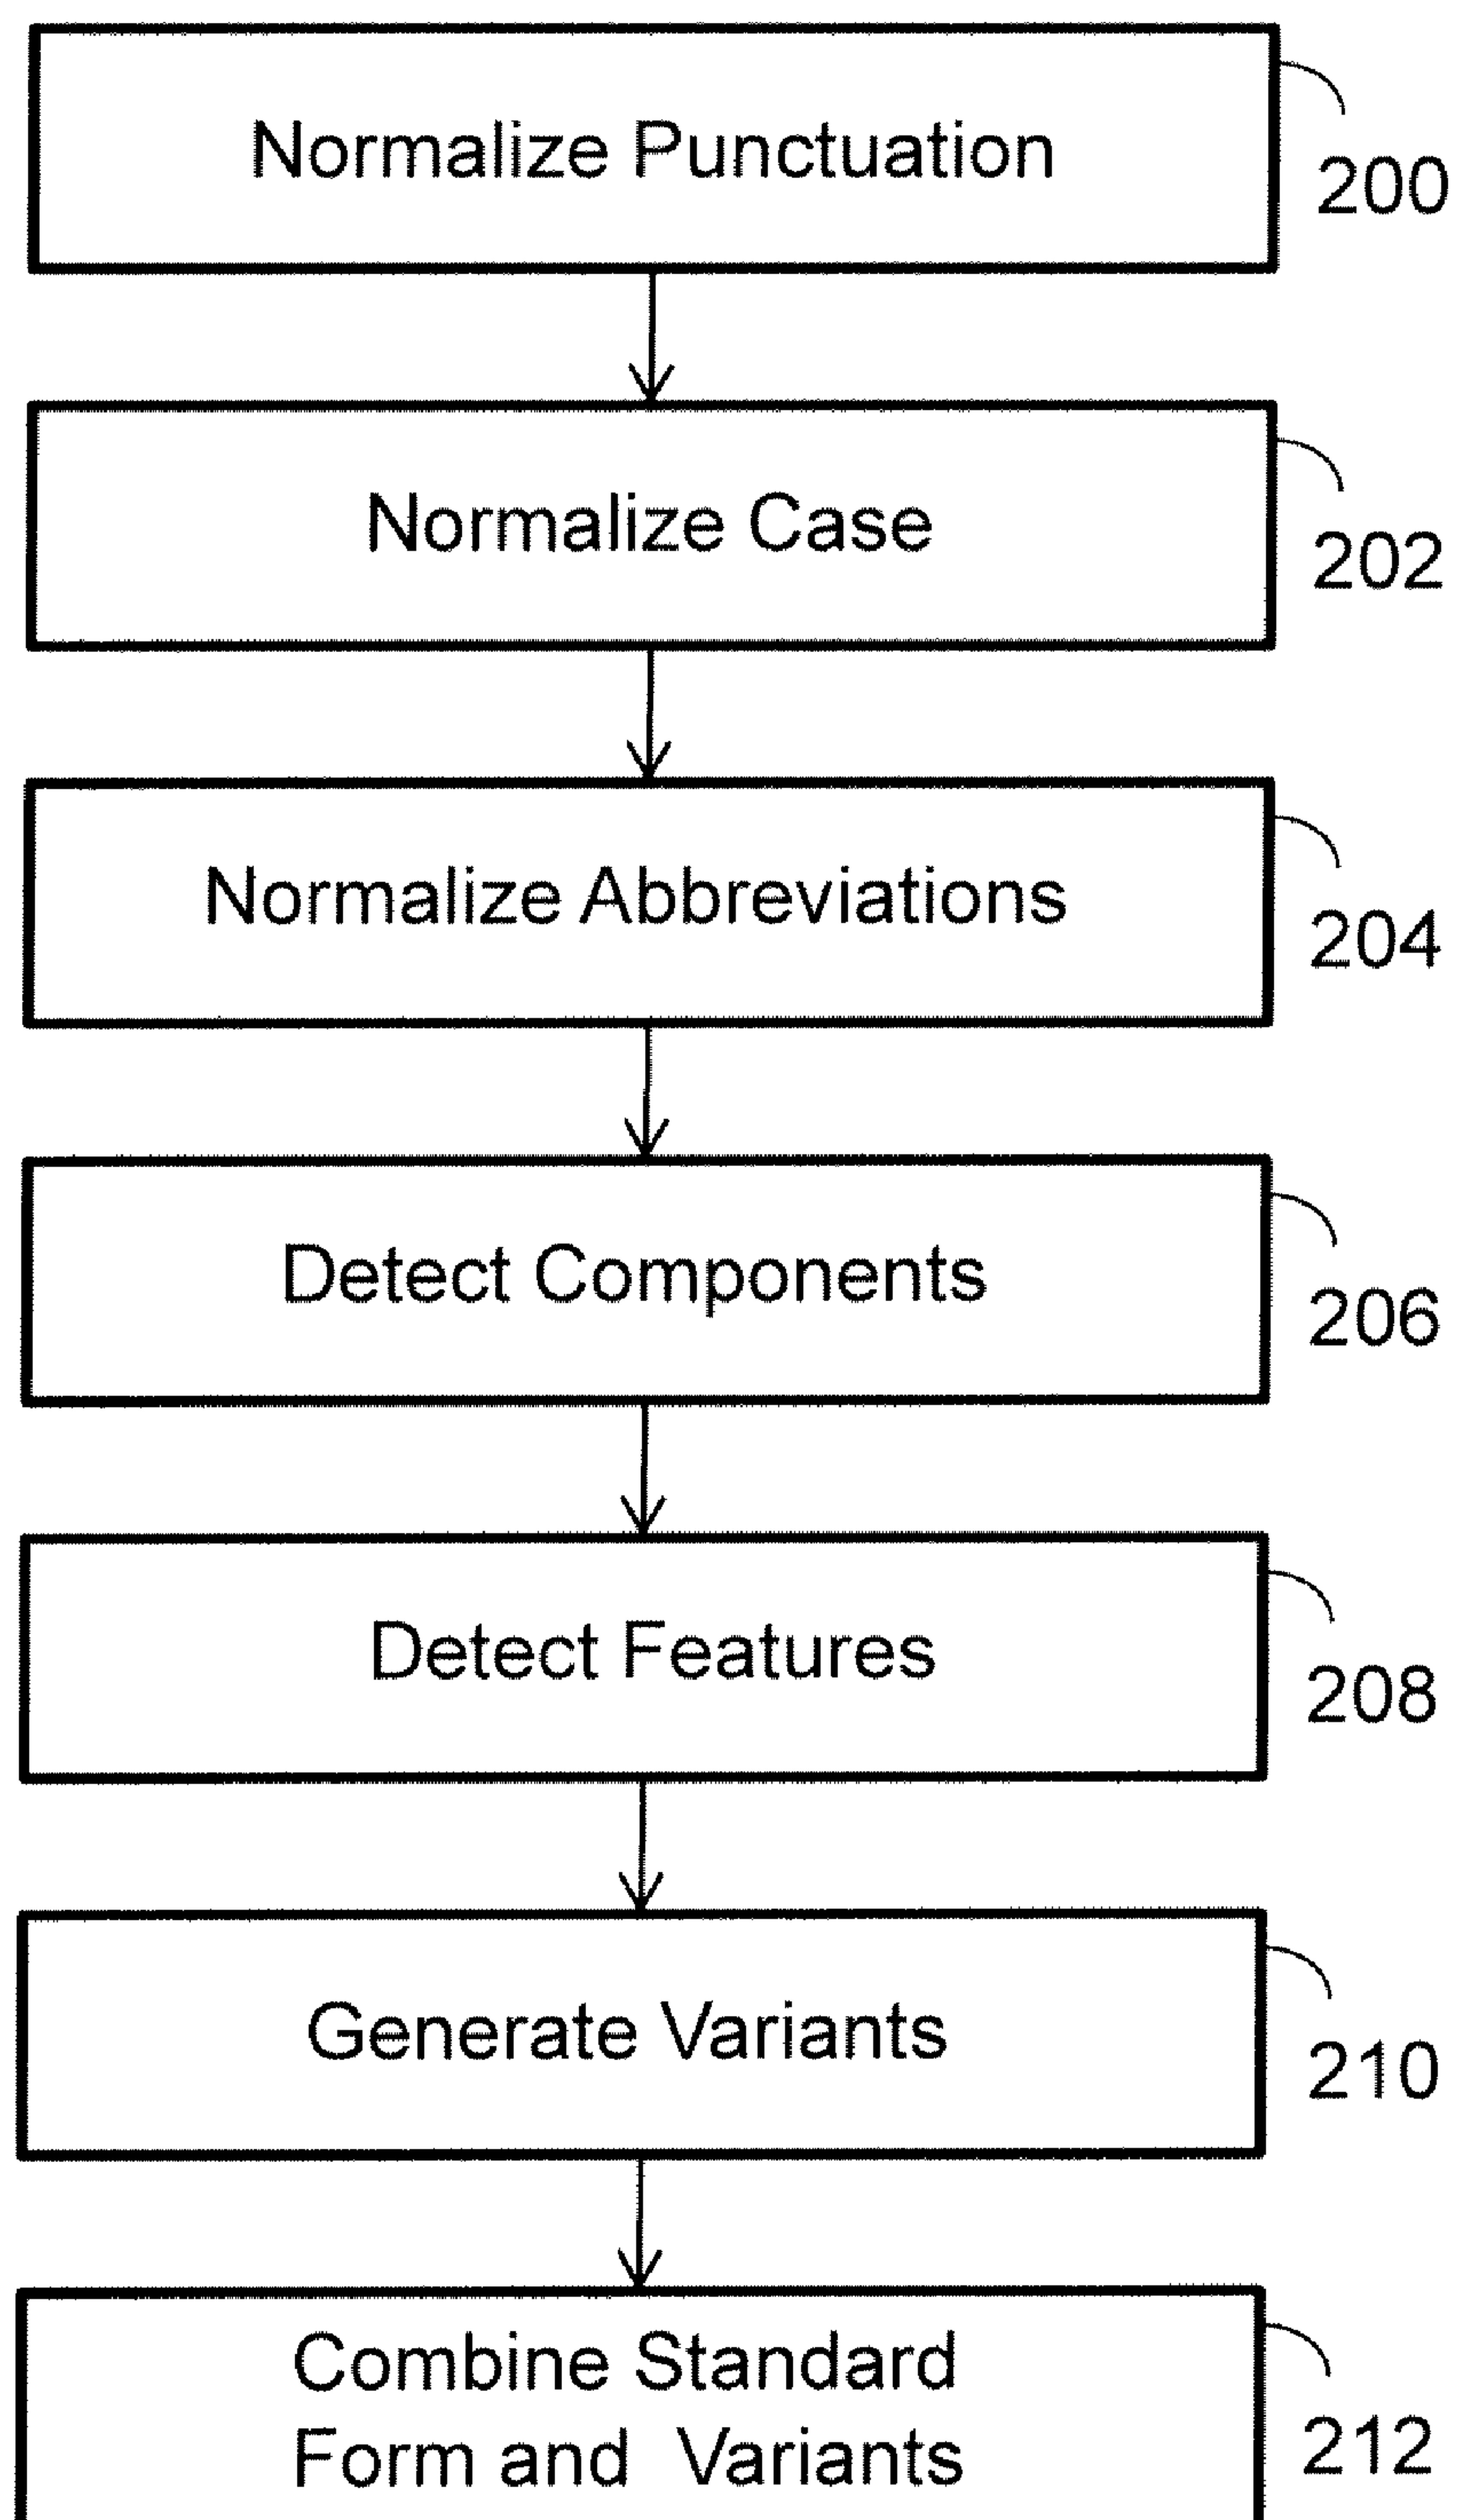 Normalize Punctuation
200
Normalize Case
202
Normalize Abbreviations
204
Detect Components
206
Detect Features
208
Generate Variants
210
Combine Standard
Form and Variants
212